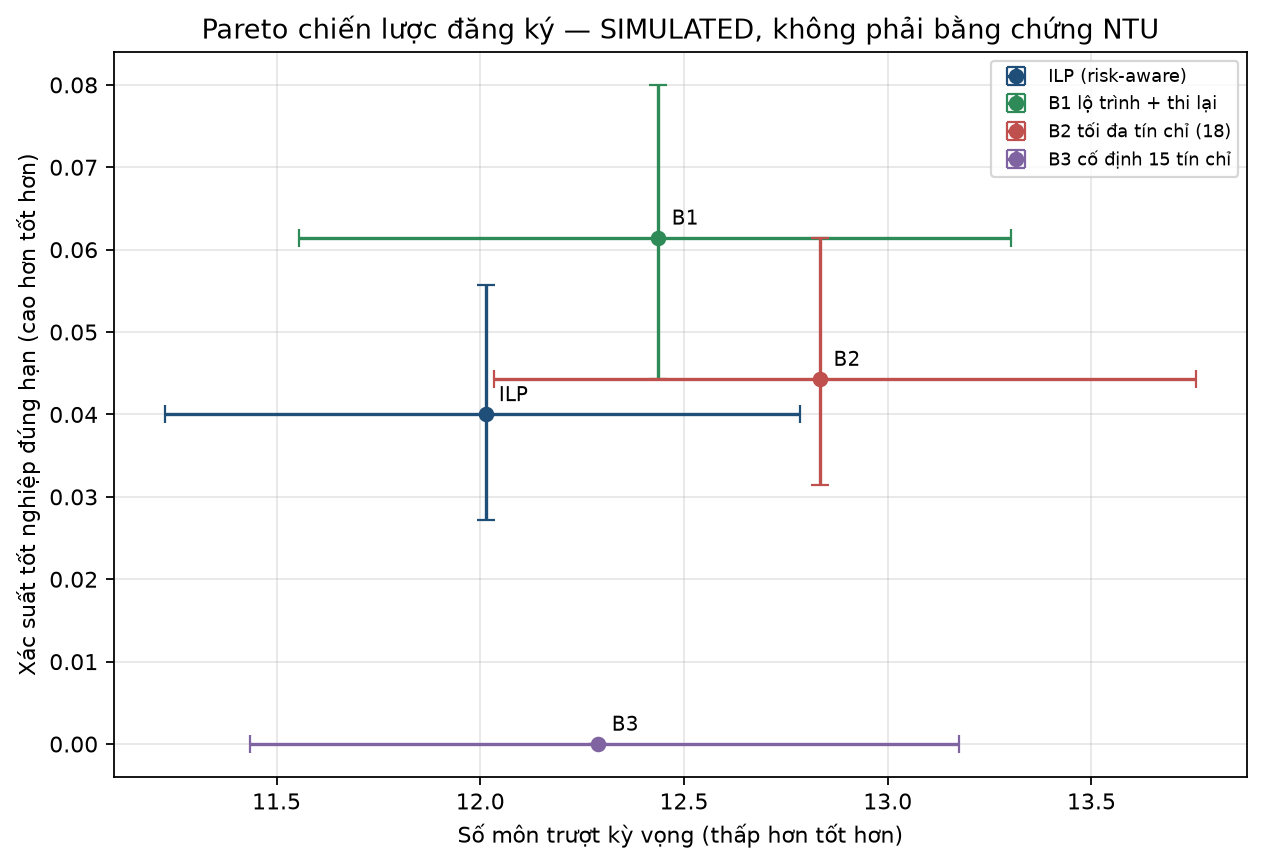 Pareto chiến lược đăng ký — SIMULATED, không phải bằng chứng NTU
ILP (risk-aware)
B1 lộ trình + thi lại
B2 tối đa tín chỉ (18)
B3 cố định 15 tín chỉ
Xác suất tốt nghiệp đúng hạn (cao hơn tốt hơn)
0.08
0.07
0.06
0.05
0.04
0.03
0.02
0.01
0.00
B1
B2
ILP
B3
11.5 12.0 12.5 13.0 13.5
Số môn trượt kỳ vọng (thấp hơn tốt hơn)